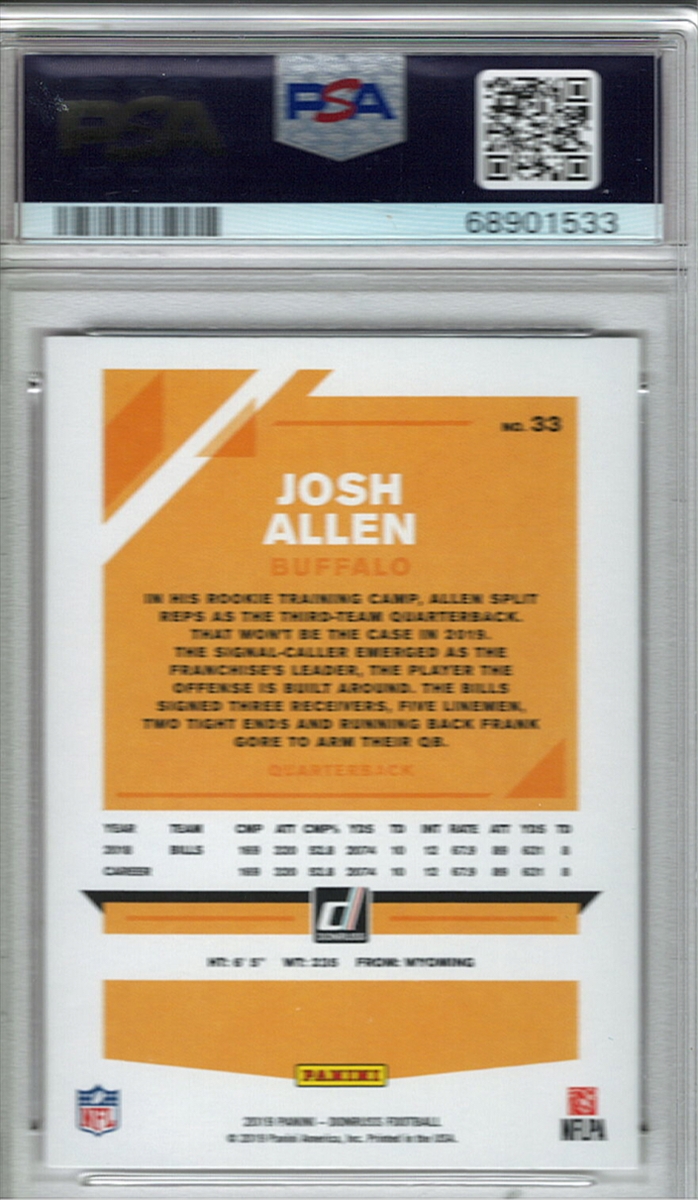 PSA
PSA
68901533
NO. 33
JOSH
ALLEN
BUFFALO
IN HIS ROOKIE TRAINING CAMP, ALLEN SPLIT
REPS AS THE THIRD-TEAM QUARTERBACK.
THAT WON'T BE THE CASE IN 2019.
THE SIGNAL-CALLER EMERGED AS THE
FRANCHISE'S LEADER, THE PLAYER THE
OFFENSE IS BUILT AROUND. THE BILLS
SIGNED THREE RECEIVERS, FIVE LINEMEN,
TWO TIGHT ENDS AND RUNNING BACK FRANK
GORE TO ARM THEIR QB.
QUARTERBACK
YEAR TEAM CMP ATT CMP% YDS TD INT RATE ATT YDS TD
2018 BILLS 169 320 52.8 2074 10 12 67.9 89 631 8
CAREER 169 320 52.8 2074 10 12 67.9 89 631 8
d
DONRUSS
HT: 6' 5" WT: 235 FROM: WYOMING
PANINI
NFL
NFLPA
2019 PANINI - DONRUSS FOOTBALL
© 2019 Panini America, Inc. Printed in the USA.